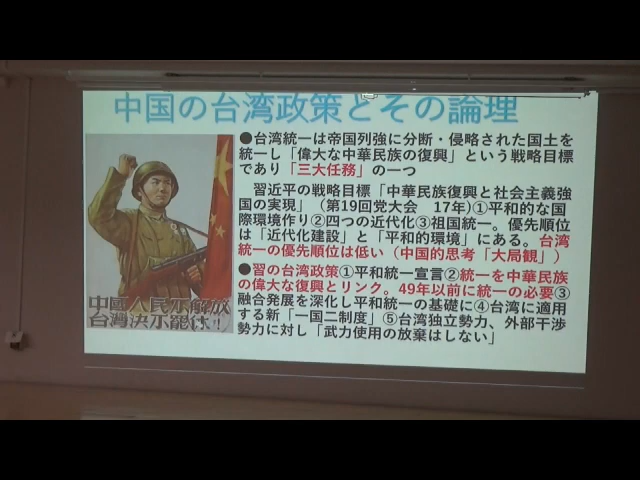 中国の台湾政策とその論理
●台湾統一は帝国列強に分断・侵略された国土を
統一し「偉大な中華民族の復興」という戦略目標
であり「三大任務」の一つ
習近平の戦略目標「中華民族復興と社会主義強
国の実現」(第19回党大会 17年)①平和的な国
際環境作り②四つの近代化③祖国統一。優先順位
は「近代化建設」と「平和的環境」にある。台湾
統一の優先順位は低い(中国的思考「大局観」)
●習の台湾政策①平和統一宣言②統一を中華民族
の偉大な復興とリンク。49年以前に統一の必要③
融合発展を深化し平和統一の基礎に④台湾に適用
する新「一国二制度」⑤台湾独立勢力、外部干渉
勢力に対し「武力使用の放棄はしない」
中國人民不解放
台灣決不罷休!